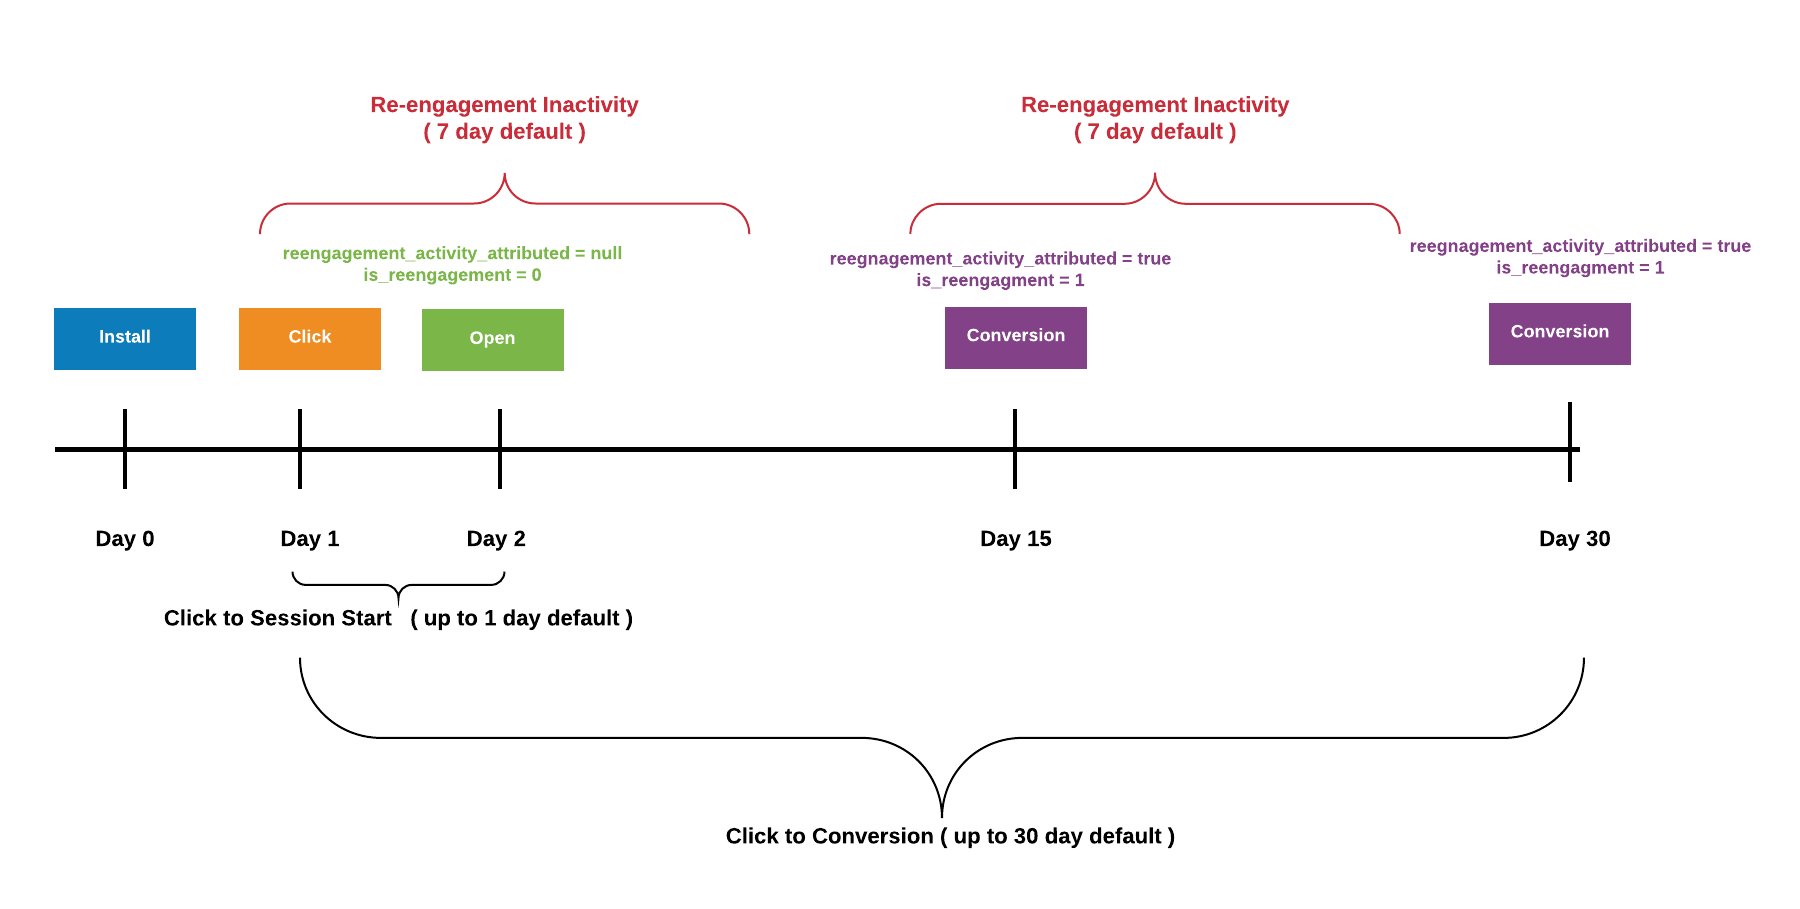 Re-engagement Inactivity
( 7 day default )
Re-engagement Inactivity
( 7 day default )
reengagement_activity_attributed = null
is_reengagement = 0
reegnagement_activity_attributed = true
is_reengagment = 1
reegnagement_activity_attributed = true
is_reengagment = 1
Install
Click
Open
Conversion
Conversion
Day 0
Day 1
Day 2
Day 15
Day 30
Click to Session Start ( up to 1 day default )
Click to Conversion ( up to 30 day default )